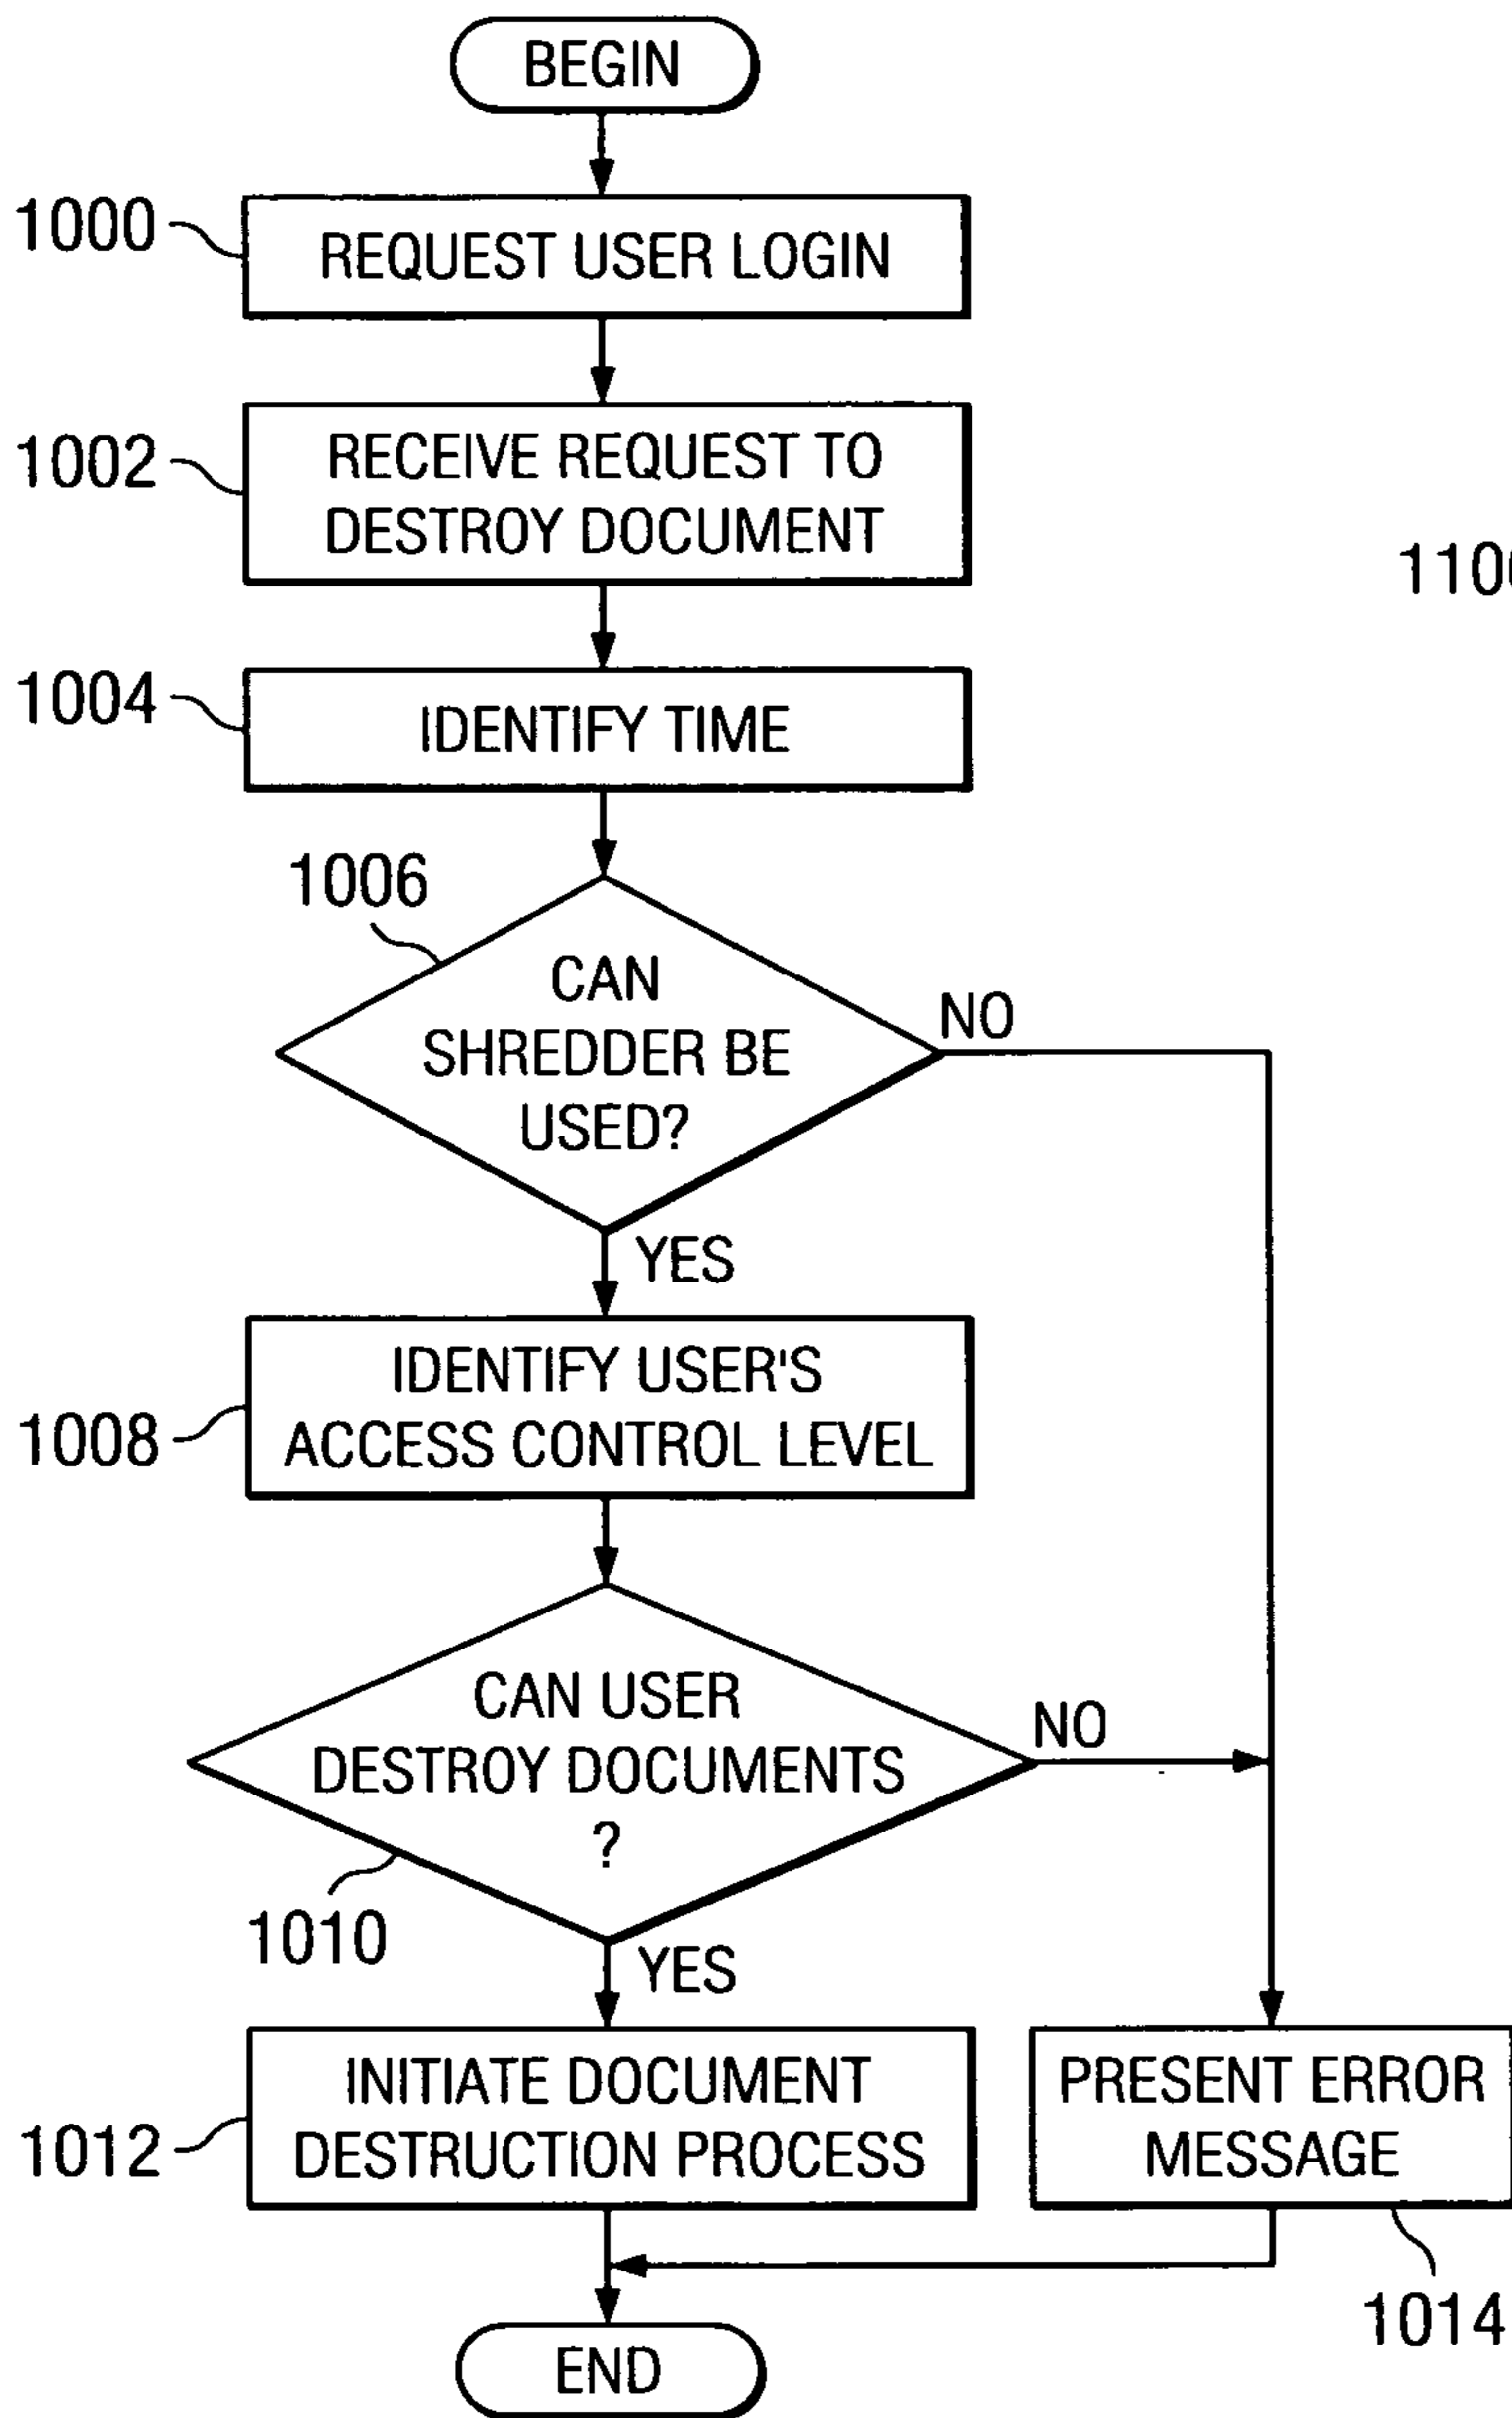 BEGIN
1000
REQUEST USER LOGIN
1002
RECEIVE REQUEST TO
DESTROY DOCUMENT
1004
IDENTIFY TIME
1006
CAN
SHREDDER BE
USED?
NO
YES
1008
IDENTIFY USER'S
ACCESS CONTROL LEVEL
CAN USER
DESTROY DOCUMENTS
?
NO
1010
YES
1012
INITIATE DOCUMENT
DESTRUCTION PROCESS
PRESENT ERROR
MESSAGE
1014
END